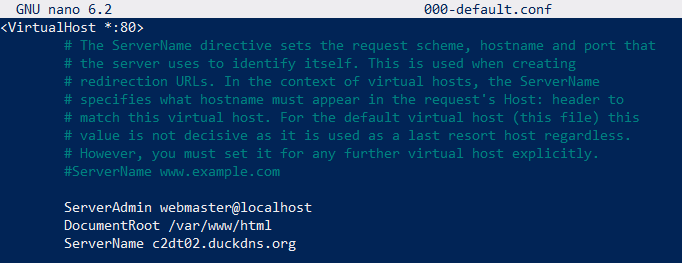 GNU nano 6.2 000-default.conf
<VirtualHost *:80>
# The ServerName directive sets the request scheme, hostname and port that
# the server uses to identify itself. This is used when creating
# redirection URLs. In the context of virtual hosts, the ServerName
# specifies what hostname must appear in the request's Host: header to
# match this virtual host. For the default virtual host (this file) this
# value is not decisive as it is used as a last resort host regardless.
# However, you must set it for any further virtual host explicitly.
#ServerName www.example.com
ServerAdmin webmaster@localhost
DocumentRoot /var/www/html
ServerName c2dt02.duckdns.org